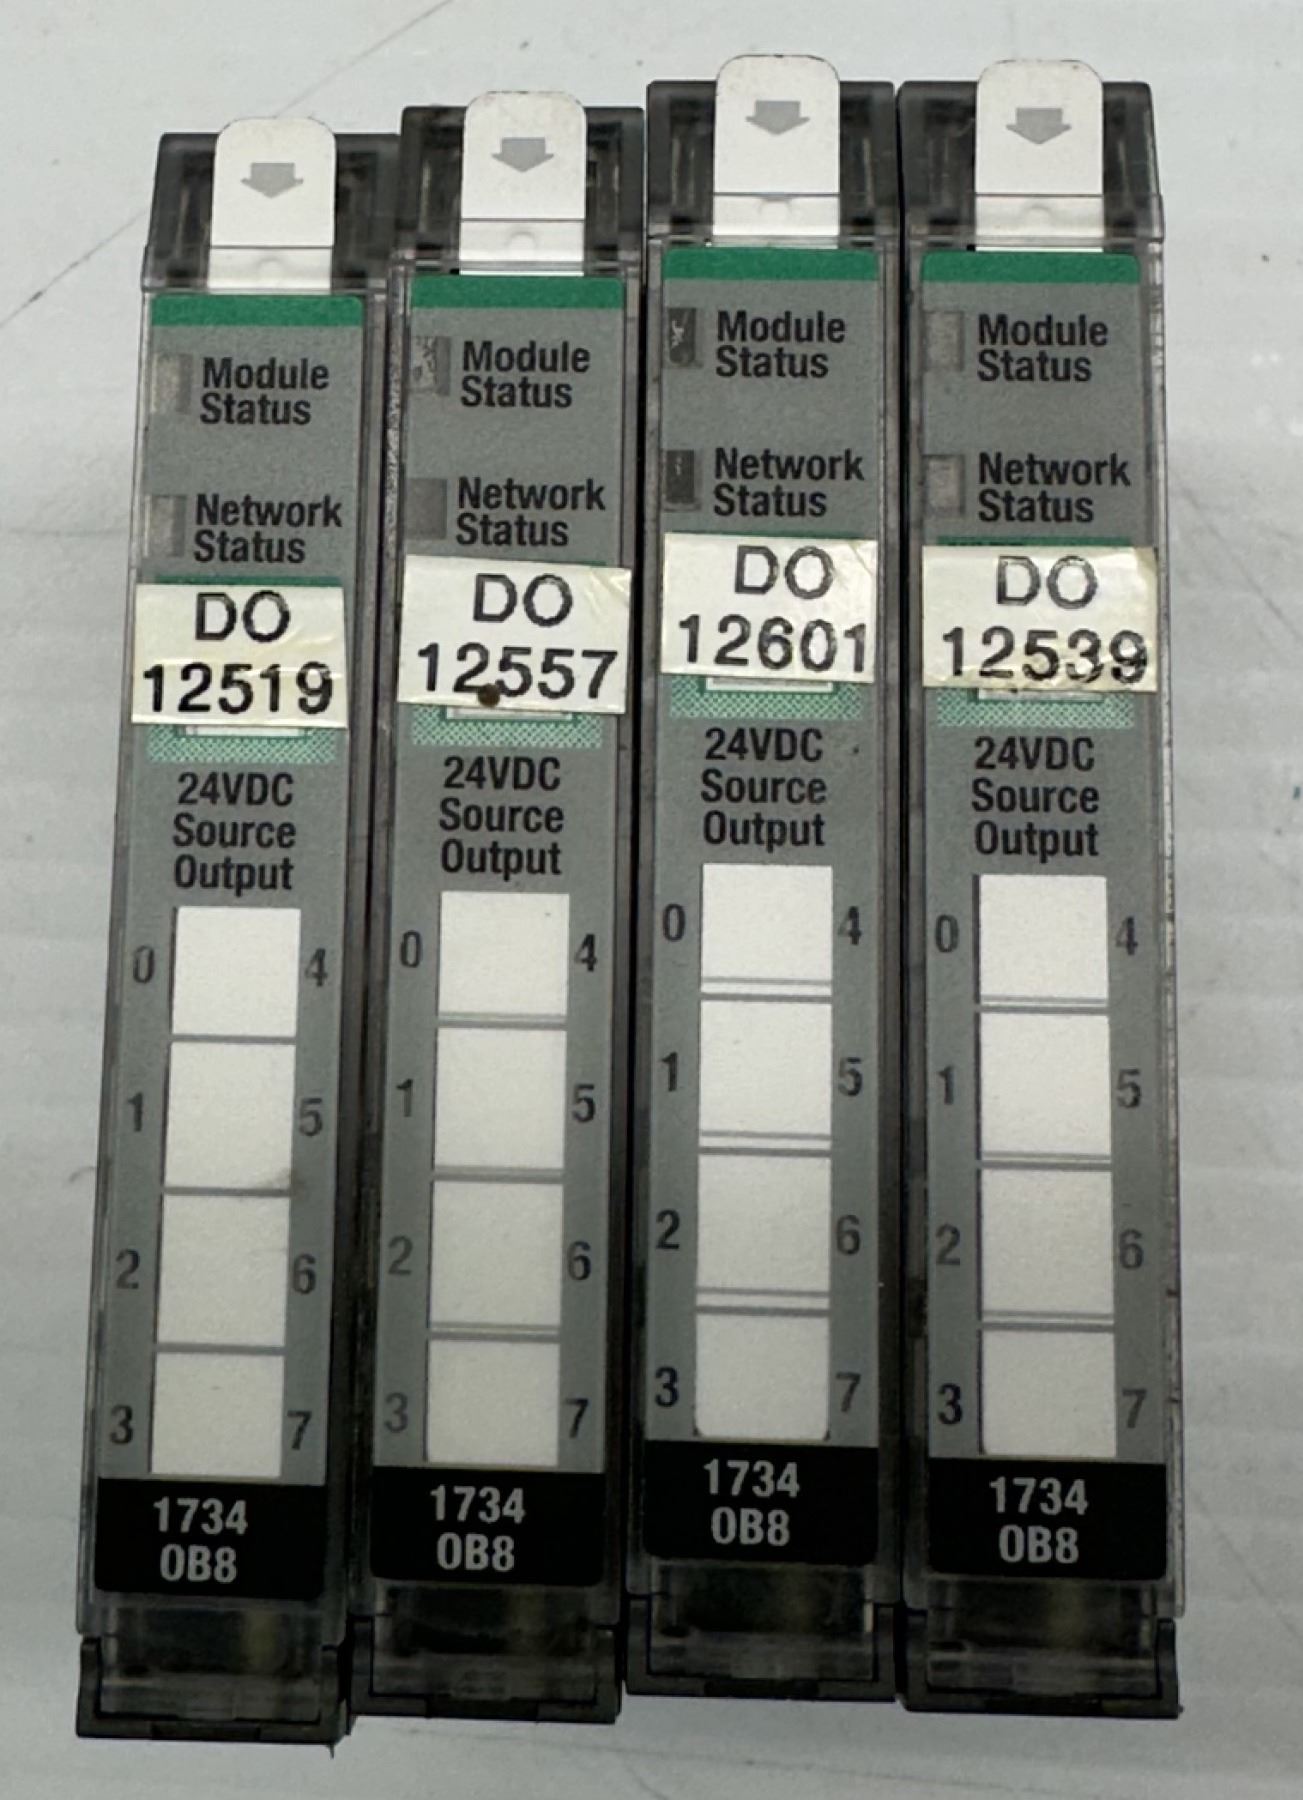 Module
Status
Network
Status
DO
12519
24VDC
Source
Output
0 4
1 5
2 6
3 7
1734
OB8
Module
Status
Network
Status
DO
12557
24VDC
Source
Output
0 4
1 5
2 6
3 7
1734
OB8
Module
Status
Network
Status
DO
12601
24VDC
Source
Output
0 4
1 5
2 6
3 7
1734
OB8
Module
Status
Network
Status
DO
12539
24VDC
Source
Output
0 4
1 5
2 6
3 7
1734
OB8